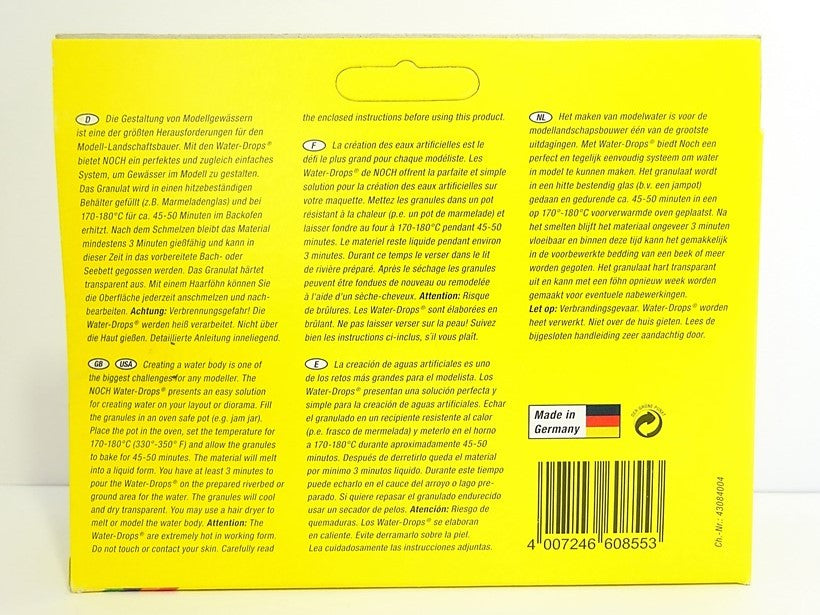 D Die Gestaltung von Modellgewässern
ist eine der größten Herausforderungen für den
Modell-Landschaftsbauer. Mit den Water-Drops®
bietet NOCH ein perfektes und zugleich einfaches
System, um Gewässer im Modell zu gestalten.
Das Granulat wird in einen hitzebeständigen
Behälter gefüllt (z.B. Marmeladenglas) und bei
170-180°C für ca. 45-50 Minuten im Backofen
erhitzt. Nach dem Schmelzen bleibt das Material
mindestens 3 Minuten gießfähig und kann in
dieser Zeit in das vorbereitete Bach- oder
Seebett gegossen werden. Das Granulat härtet
transparent aus. Mit einem Haarföhn können Sie
die Oberfläche jederzeit anschmelzen und nach-
bearbeiten. Achtung: Verbrennungsgefahr! Die
Water-Drops® werden heiß verarbeitet. Nicht über
die Haut gießen. Detaillierte Anleitung inneliegend.
GB USA Creating a water body is one of
the biggest challenges for any modeller. The
NOCH Water-Drops® presents an easy solution
for creating water on your layout or diorama. Fill
the granules in an oven safe pot (e.g. jam jar).
Place the pot in the oven, set the temperature for
170-180°C (330°-350° F) and allow the granules
to bake for 45-50 minutes. The material will melt
into a liquid form. You have at least 3 minutes to
pour the Water-Drops® on the prepared riverbed or
ground area for the water. The granules will cool
and dry transparent. You may use a hair dryer to
melt or model the water body. Attention: The
Water-Drops® are extremely hot in working form.
Do not touch or contact your skin. Carefully read
the enclosed instructions before using this product.
F La création des eaux artificielles est le
défi le plus grand pour chaque modéliste. Les
Water-Drops® de NOCH offrent la parfaite et simple
solution pour la création des eaux artificielles sur
votre maquette. Mettez les granules dans un pot
résistant à la chaleur (p.e. un pot de marmelade) et
laisser fondre au four à 170-180°C pendant 45-50
minutes. Le materiel reste liquide pendant environ
3 minutes. Durant ce temps le verser dans le lit
de rivière préparé. Après le séchage les granules
peuvent être fondues de nouveau ou remodelée
à l'aide d'un sèche-cheveux. Attention: Risque
de brûlures. Les Water-Drops® sont élaborées en
brûlant. Ne pas laisser verser sur la peau! Suivez
bien les instructions ci-inclus, s'il vous plaît.
E La creación de aguas artificiales es uno
de los retos más grandes para el modelista. Los
Water-Drops® presentan una solución perfecta y
simple para la creación de aguas artificiales. Echar
el granulado en un recipiente resistente al calor
(p.e. frasco de mermelada) y meterlo en el horno
a 170-180°C durante aproximadamente 45-50
minutos. Después de derretirlo queda el material
por minimo 3 minutos líquido. Durante este tiempo
puede echarlo en el cauce del arroyo o lago pre-
parado. Si quiere repasar el granulado endurecido
usar un secador de pelos. Atención: Riesgo de
quemaduras. Los Water-Drops® se elaboran
en caliente. Evite derramarlo sobre la piel.
Lea cuidadosamente las instrucciones adjuntas.
NL Het maken van modelwater is voor de
modellandschapsbouwer één van de grootste
uitdagingen. Met Water-Drops® biedt Noch een
perfect en tegelijk eenvoudig systeem om water
in model te kunnen maken. Het granulaat wordt
in een hitte bestendig glas (b.v. een jampot)
gedaan en gedurende ca. 45-50 minuten in een
op 170°-180°C voorverwarmde oven geplaatst. Na
het smelten blijft het materiaal ongeveer 3 minuten
vloeibaar en binnen deze tijd kan het gemakkelijk
in de voorbewerkte bedding van een beek of meer
worden gegoten. Het granulaat hart transparant
uit en kan met een föhn opnieuw week worden
gemaakt voor eventuele nabewerkingen.
Let op: Verbrandingsgevaar. Water-Drops® worden
heet verwerkt. Niet over de huis gieten. Lees de
bijgesloten handleiding zeer aandachtig door.
Made in
Germany
DER GRÜNE PUNKT
4 007246 608553
Ch.-Nr.: 43084004